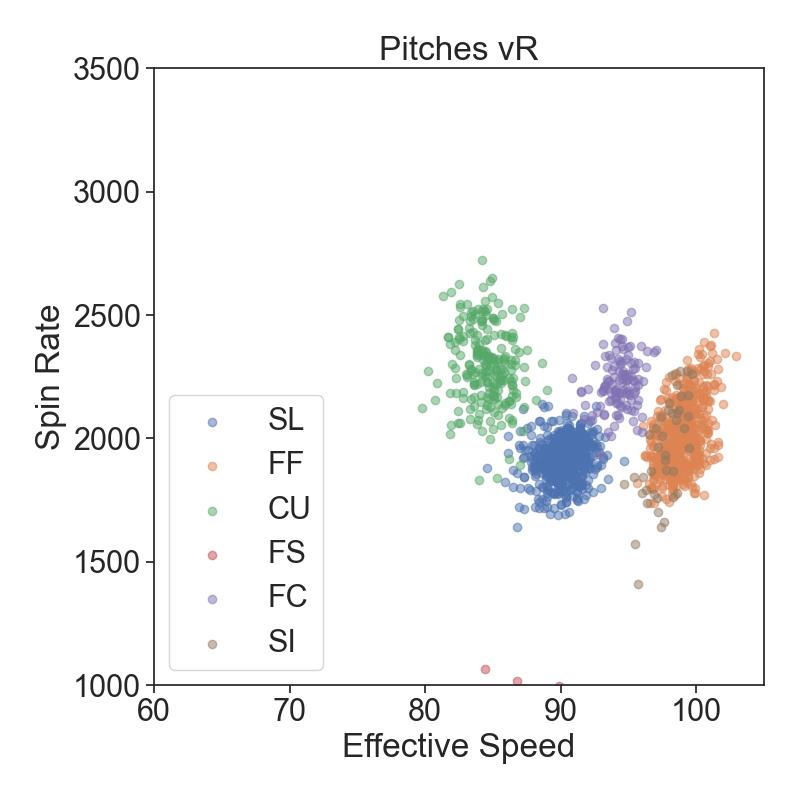 Pitches vR
3500
3000
2500
2000
1500
1000
Spin Rate
SL
FF
CU
FS
FC
SI
60 70 80 90 100
Effective Speed